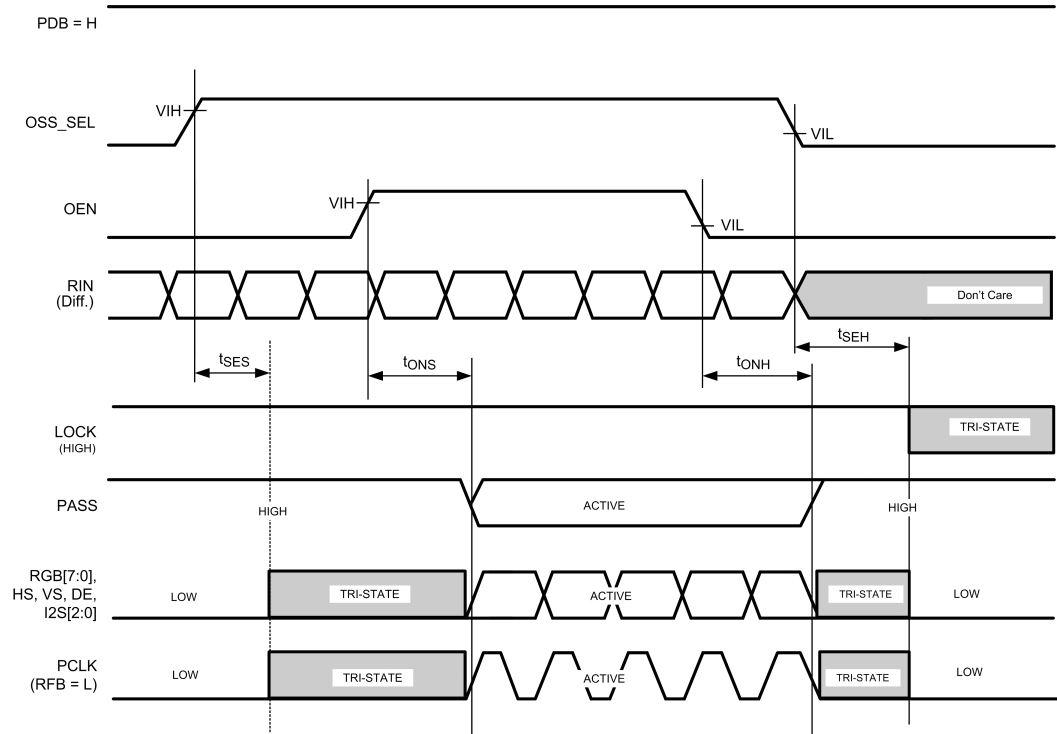 PDB = H
OSS_SEL
VIH
VIL
OEN
VIH
VIL
RIN
(Diff.)
Don't Care
tSES
tONS
tONH
tSEH
LOCK
(HIGH)
TRI-STATE
PASS
HIGH
ACTIVE
HIGH
RGB[7:0],
HS, VS, DE,
I2S[2:0]
LOW
TRI-STATE
ACTIVE
TRI-STATE
LOW
PCLK
(RFB = L)
LOW
TRI-STATE
ACTIVE
TRI-STATE
LOW